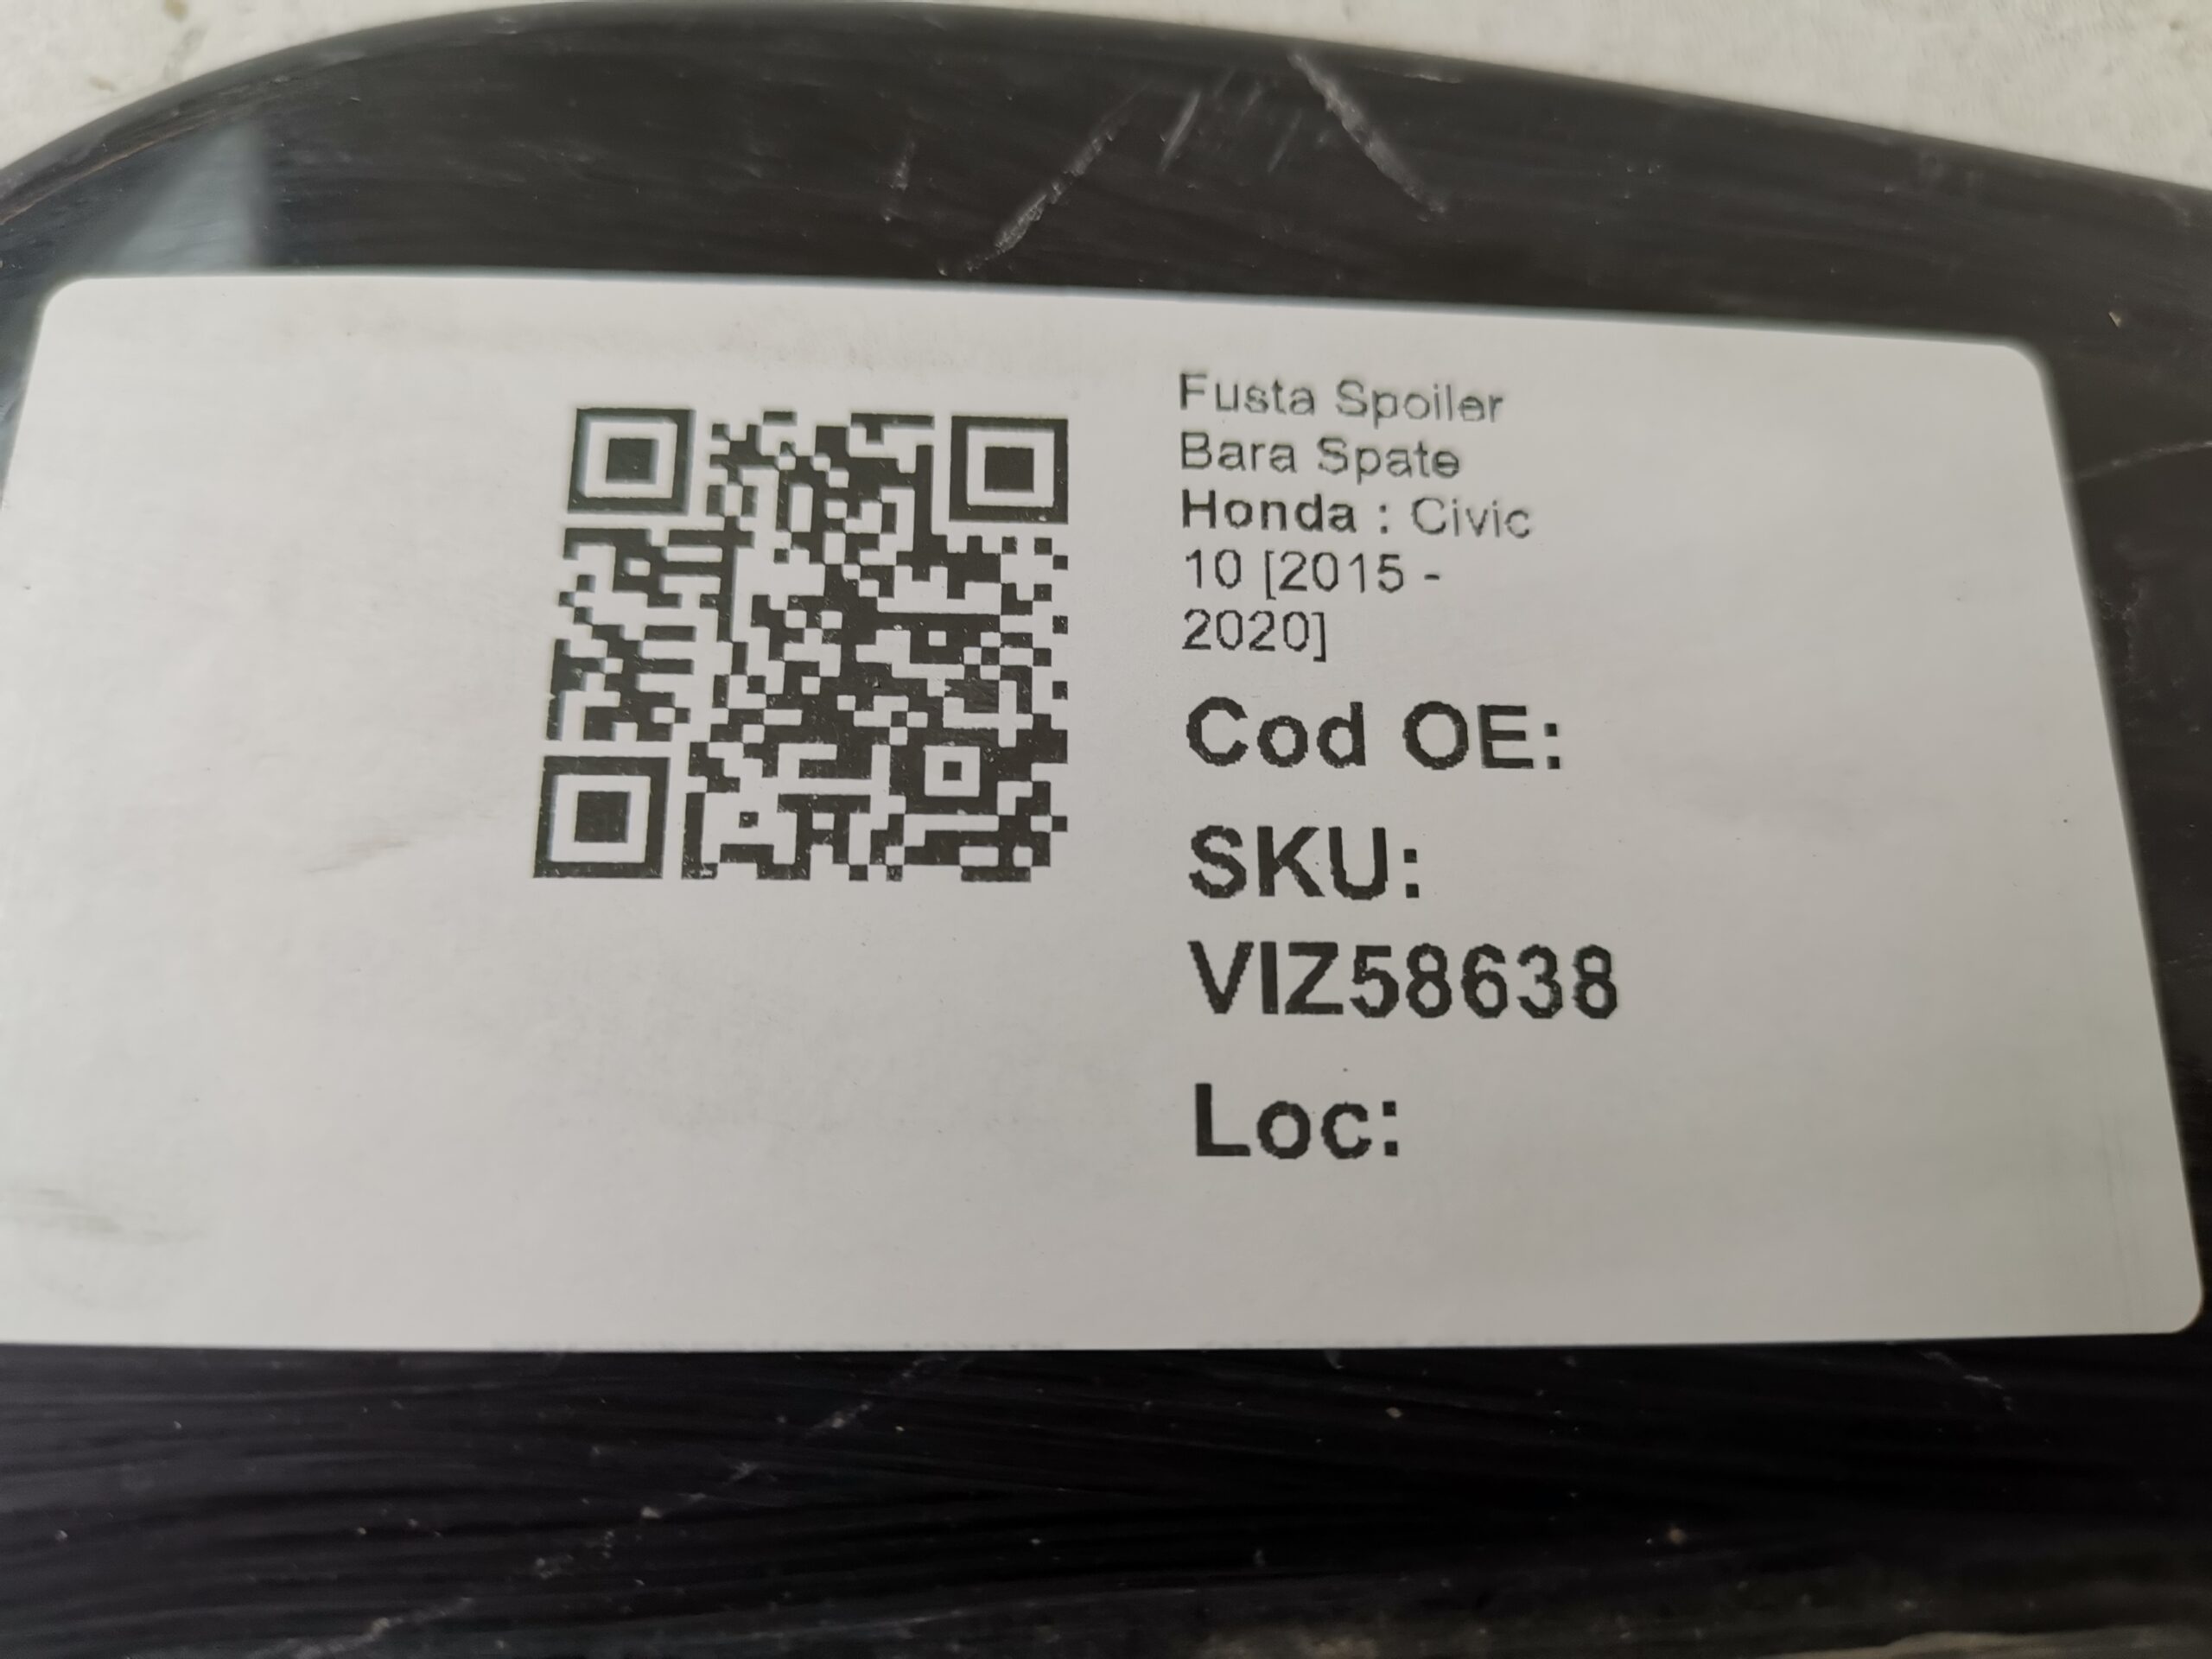 Fusta Spoiler
Bara Spate
Honda : Civic
10 [2015 -
2020]
Cod OE:
SKU:
VIZ58638
Loc: